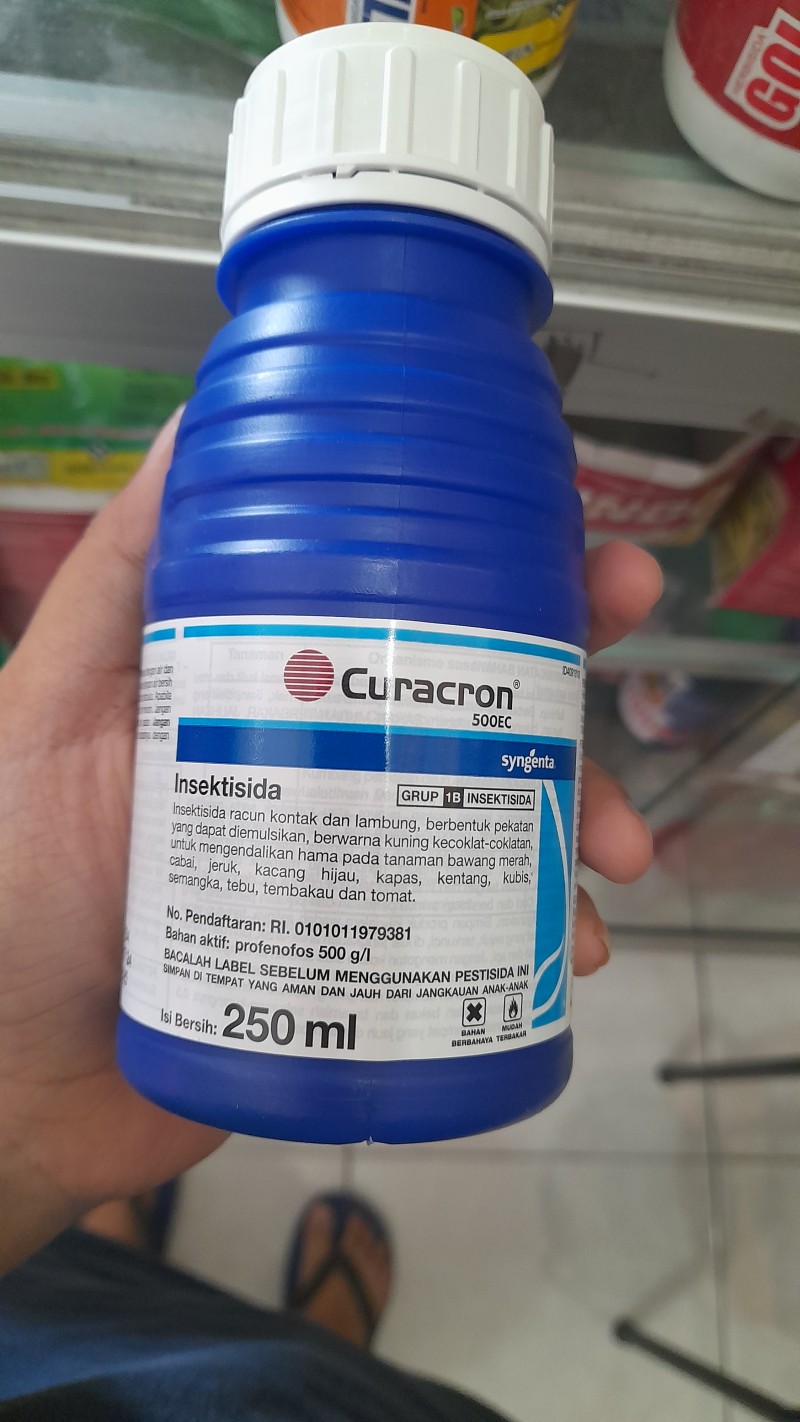 GOL
Curacron®
500EC
syngenta
Insektisida
GRUP 1B INSEKTISIDA
Insektisida racun kontak dan lambung, berbentuk pekatan
yang dapat diemulsikan, berwarna kuning kecoklat-coklatan,
untuk mengendalikan hama pada tanaman bawang merah,
cabai, jeruk, kacang hijau, kapas, kentang, kubis,
semangka, tebu, tembakau dan tomat.
No. Pendaftaran: RI. 0101011979381
Bahan aktif: profenofos 500 g/l
BACALAH LABEL SEBELUM MENGGUNAKAN PESTISIDA INI
SIMPAN DI TEMPAT YANG AMAN DAN JAUH DARI JANGKAUAN ANAK-ANAK
Isi Bersih: 250 ml
BAHAN
BERBAHAYA
MUDAH
TERBAKAR